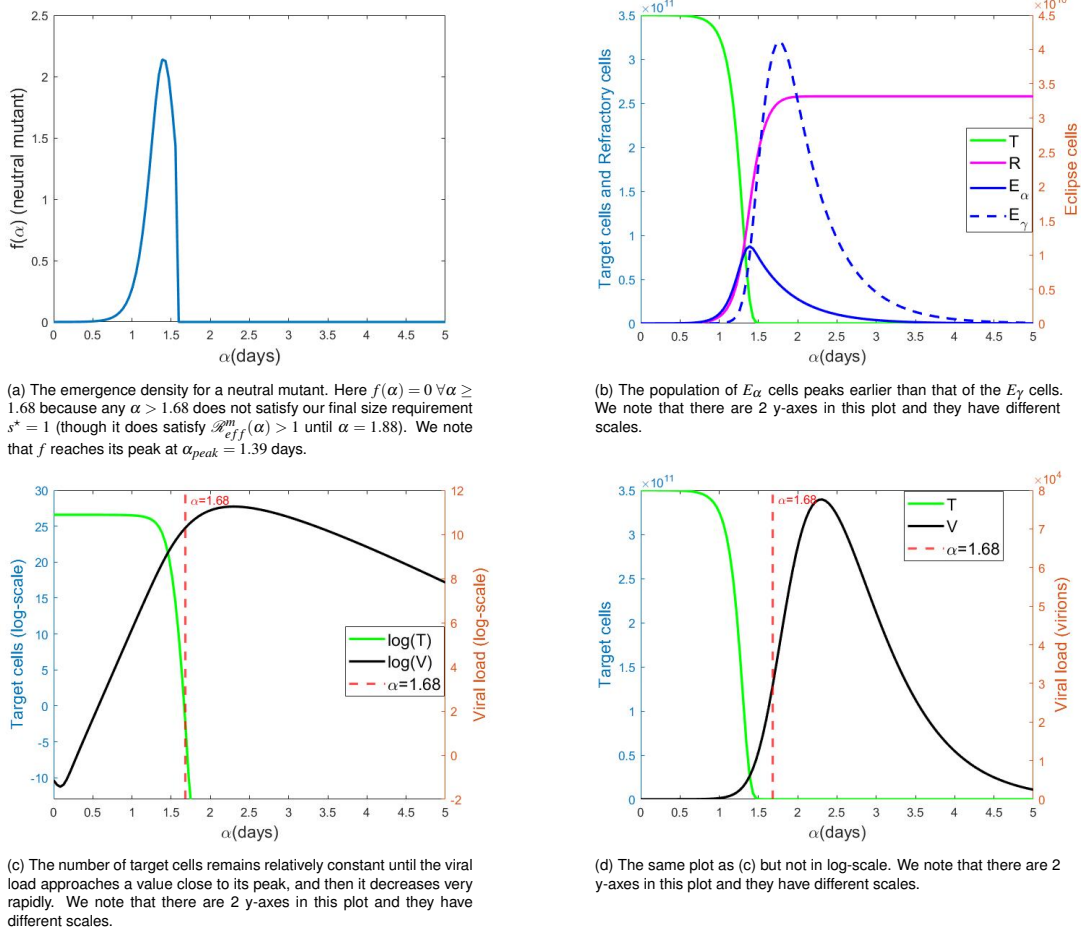 2.5
2
1.5
1
0.5
0
f(α) (neutral mutant)
0 0.5 1 1.5 2 2.5 3 3.5 4 4.5 5
α(days)
(a) The emergence density for a neutral mutant. Here f(α) = 0 ∀α ≥
1.68 because any α > 1.68 does not satisfy our final size requirement
s⋆ = 1 (though it does satisfy ℛᵐ_eff(α) > 1 until α = 1.88). We note
that f reaches its peak at α_peak = 1.39 days.
×10¹¹
3.5
3
2.5
2
1.5
1
0.5
0
Target cells and Refractory cells
4.5
4
3.5
3
2.5
2
1.5
1
0.5
0
Eclipse cells
T
R
E_α
E_γ
0 0.5 1 1.5 2 2.5 3 3.5 4 4.5 5
α(days)
(b) The population of E_α cells peaks earlier than that of the E_γ cells.
We note that there are 2 y-axes in this plot and they have different
scales.
30
25
20
15
10
5
0
-5
-10
Target cells (log-scale)
α=1.68
12
10
8
6
4
2
0
-2
Viral load (log-scale)
log(T)
log(V)
α=1.68
0 0.5 1 1.5 2 2.5 3 3.5 4 4.5 5
α(days)
(c) The number of target cells remains relatively constant until the viral
load approaches a value close to its peak, and then it decreases very
rapidly. We note that there are 2 y-axes in this plot and they have
different scales.
×10¹¹
3.5
3
2.5
2
1.5
1
0.5
0
Target cells
α=1.68
×10⁴
8
7
6
5
4
3
2
1
0
Viral load (virions)
T
V
α=1.68
0 0.5 1 1.5 2 2.5 3 3.5 4 4.5 5
α(days)
(d) The same plot as (c) but not in log-scale. We note that there are 2
y-axes in this plot and they have different scales.